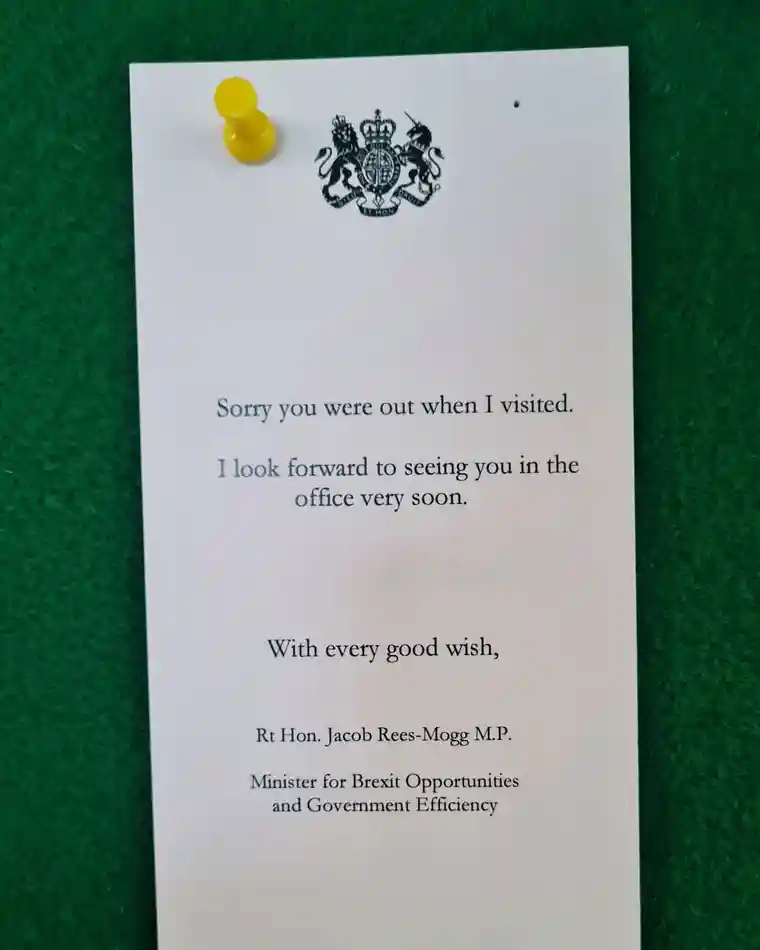 Sorry you were out when I visited.
I look forward to seeing you in the
office very soon.
With every good wish,
Rt Hon. Jacob Rees-Mogg M.P.
Minister for Brexit Opportunities
and Government Efficiency